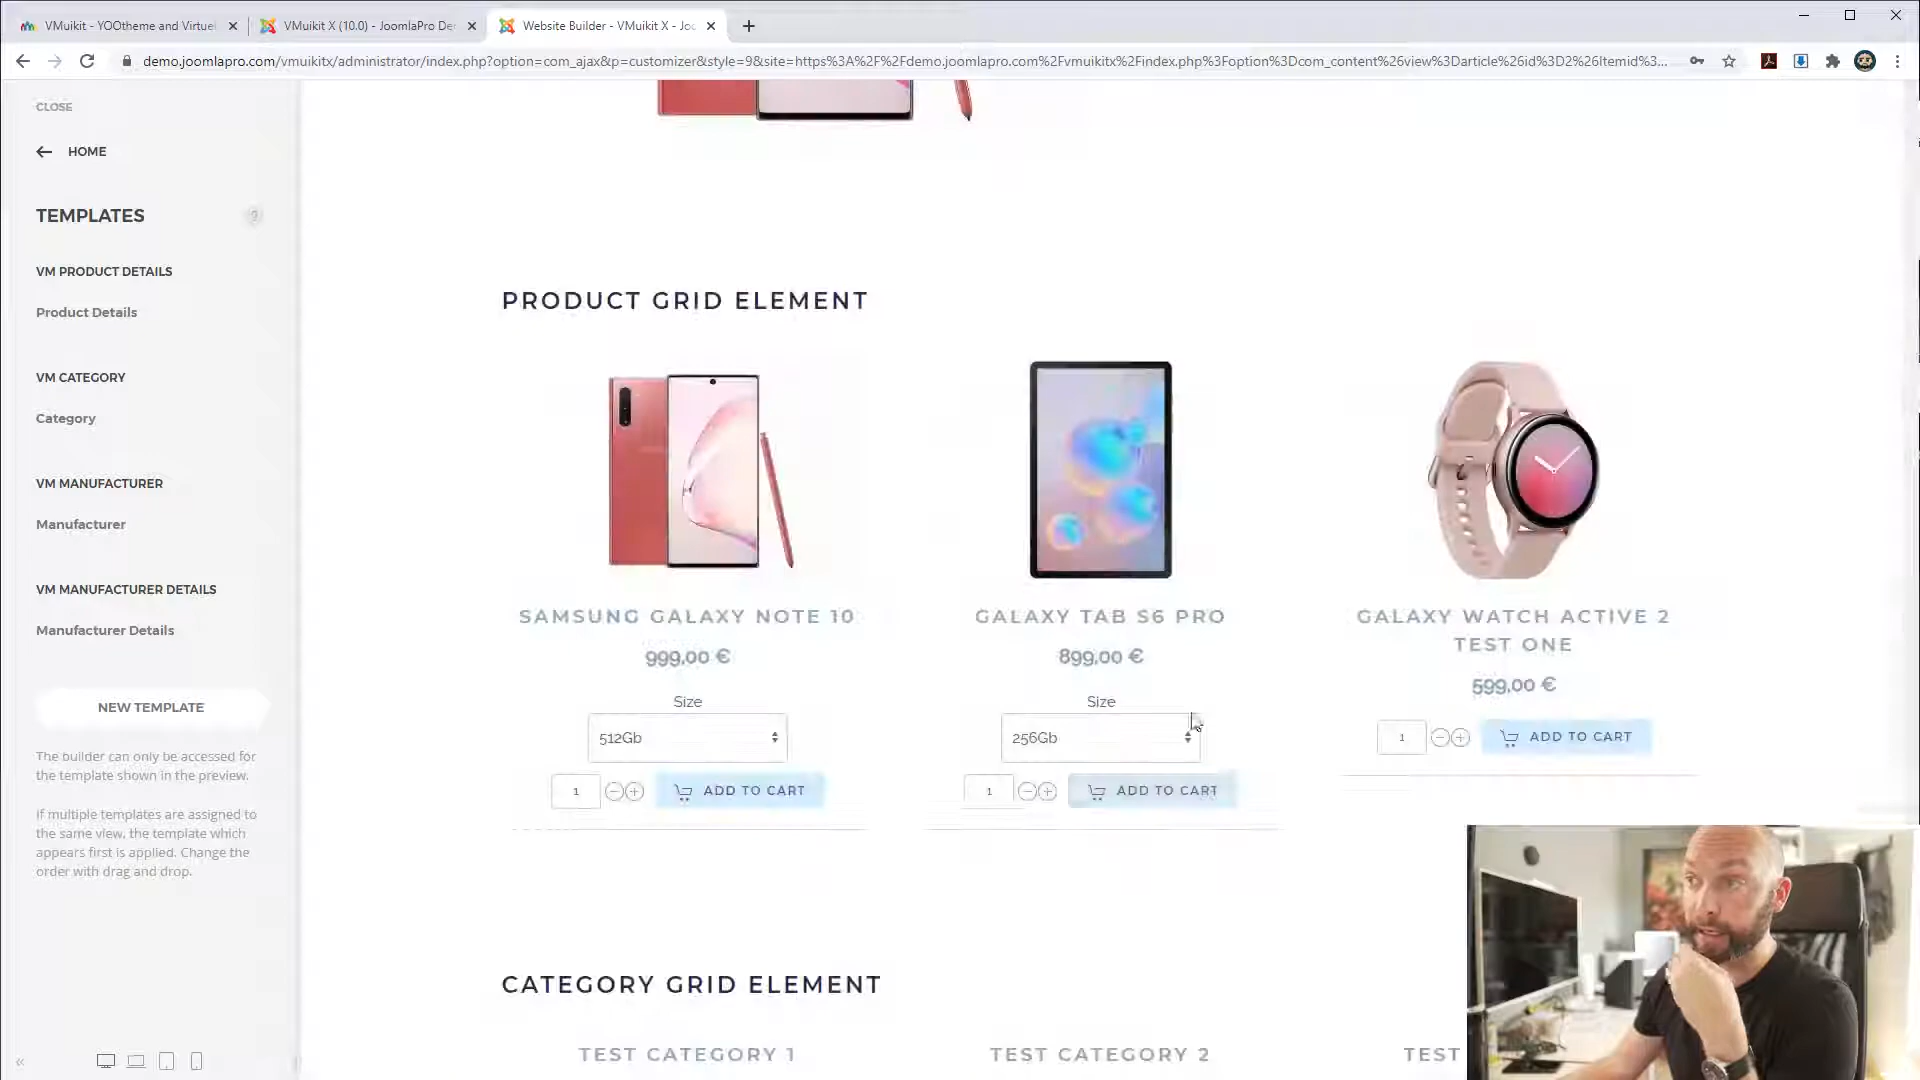 VMuikit - YOOtheme and Virtue
VMuikit X (10.0) - JoomlaPro De
Website Builder - VMuikit X - Joo
demo.joomlapro.com/vmuikitx/administrator/index.php?option=com_ajax&p=customizer&style=9&site=https%3A%2F%2Fdemo.joomlapro.com%2Fvmuikitx%2Findex.php%3Foption%3Dcom_content%26view%3Darticle%26id%3D2%26Itemid%3...
CLOSE
HOME
TEMPLATES
?
VM PRODUCT DETAILS
Product Details
VM CATEGORY
Category
VM MANUFACTURER
Manufacturer
VM MANUFACTURER DETAILS
Manufacturer Details
NEW TEMPLATE
The builder can only be accessed for
the template shown in the preview.
If multiple templates are assigned to
the same view, the template which
appears first is applied. Change the
order with drag and drop.
PRODUCT GRID ELEMENT
SAMSUNG GALAXY NOTE 10
999,00 €
Size
512Gb
1
ADD TO CART
GALAXY TAB S6 PRO
899,00 €
Size
256Gb
1
ADD TO CART
GALAXY WATCH ACTIVE 2
TEST ONE
599,00 €
1
ADD TO CART
CATEGORY GRID ELEMENT
TEST CATEGORY 1
TEST CATEGORY 2
TEST